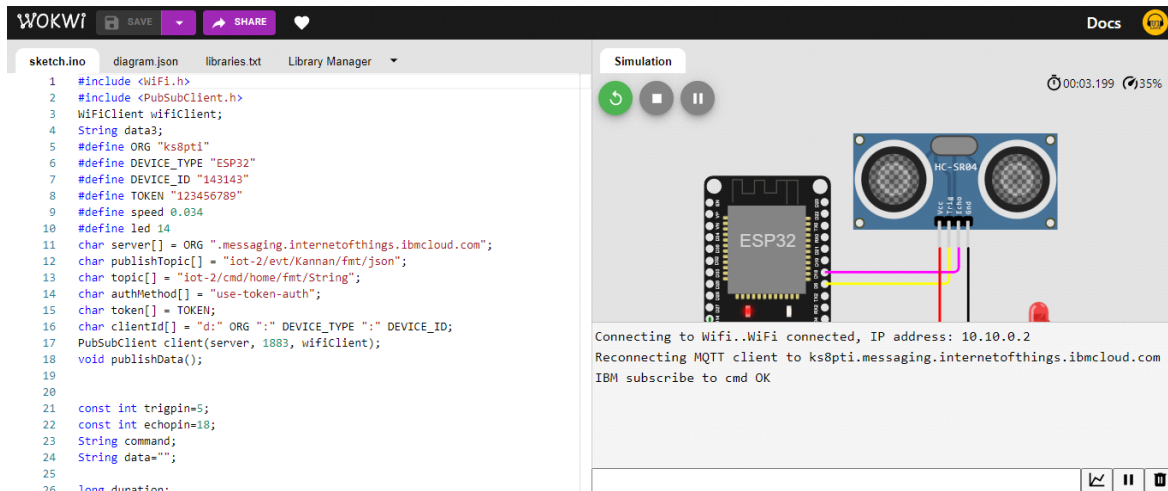 WOKWi SAVE SHARE Docs
sketch.ino diagram.json libraries.txt Library Manager
1 #include <WiFi.h>
2 #include <PubSubClient.h>
3 WiFiClient wifiClient;
4 String data3;
5 #define ORG "ks8pti"
6 #define DEVICE_TYPE "ESP32"
7 #define DEVICE_ID "143143"
8 #define TOKEN "123456789"
9 #define speed 0.034
10 #define led 14
11 char server[] = ORG ".messaging.internetofthings.ibmcloud.com";
12 char publishTopic[] = "iot-2/evt/Kannan/fmt/json";
13 char topic[] = "iot-2/cmd/home/fmt/String";
14 char authMethod[] = "use-token-auth";
15 char token[] = TOKEN;
16 char clientId[] = "d:" ORG ":" DEVICE_TYPE ":" DEVICE_ID;
17 PubSubClient client(server, 1883, wifiClient);
18 void publishData();
19
20
21 const int trigpin=5;
22 const int echopin=18;
23 String command;
24 String data="";
25
26 long duration;
Simulation
00:03.199 35%
HC-SR04
Vcc
Trig
Echo
Gnd
ESP32
Connecting to Wifi..WiFi connected, IP address: 10.10.0.2
Reconnecting MQTT client to ks8pti.messaging.internetofthings.ibmcloud.com
IBM subscribe to cmd OK